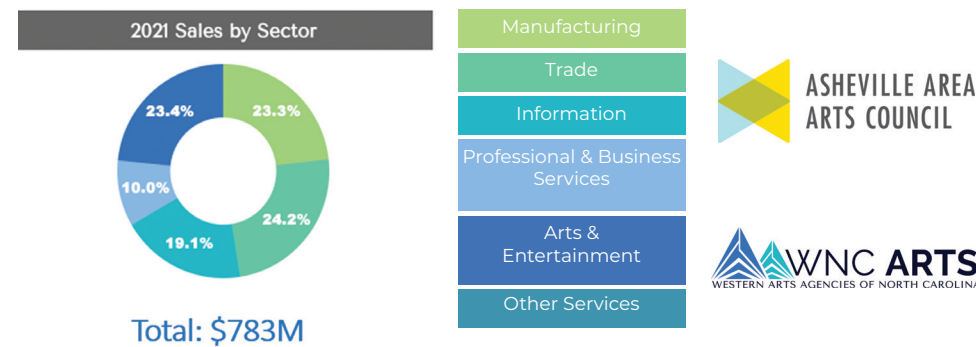 2021 Sales by Sector
23.4%
23.3%
10.0%
24.2%
19.1%
Total: $783M
Manufacturing
Trade
Information
Professional & Business
Services
Arts &
Entertainment
Other Services
ASHEVILLE AREA
ARTS COUNCIL
WNC ARTS
WESTERN ARTS AGENCIES OF NORTH CAROLINA